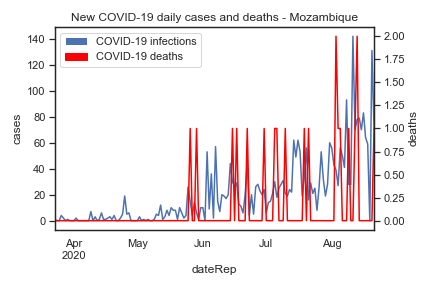 New COVID-19 daily cases and deaths - Mozambique
COVID-19 infections
COVID-19 deaths
cases
140
120
100
80
60
40
20
0
deaths
2.00
1.75
1.50
1.25
1.00
0.75
0.50
0.25
0.00
Apr May Jun Jul Aug
2020
dateRep